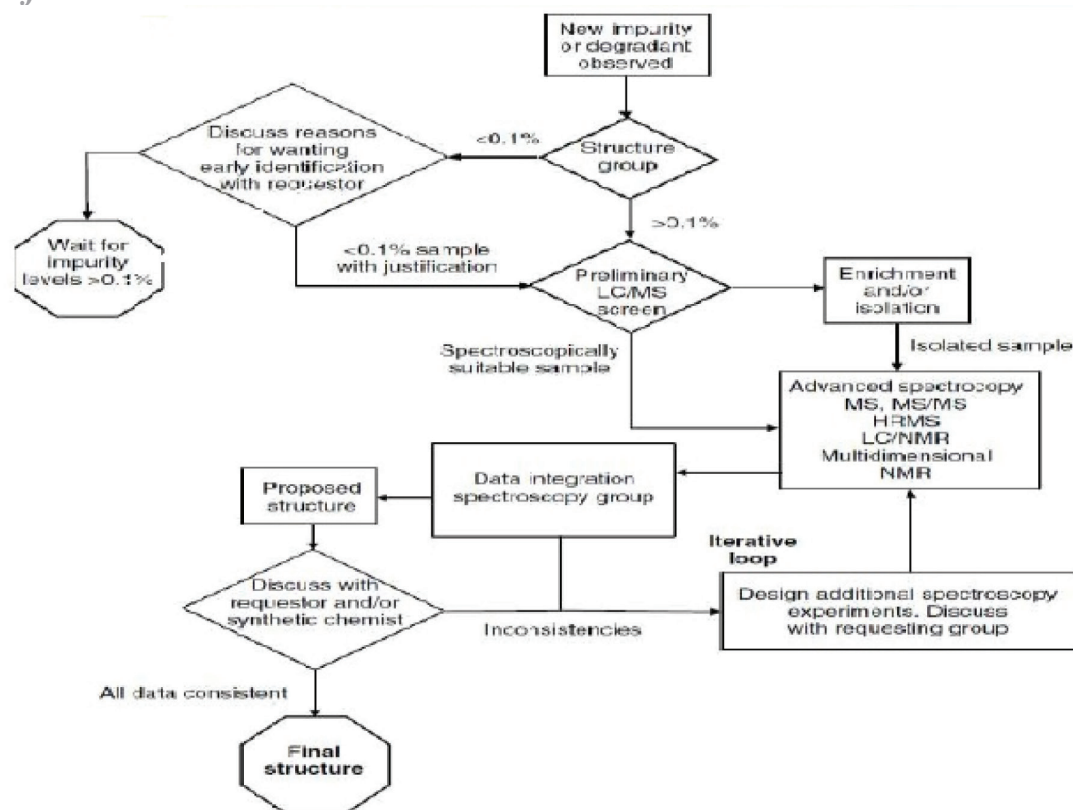 New impurity
or degradant
observed
<0.1%
Structure
group
Discuss reasons
for wanting
early identification
with requestor
>0.1%
Wait for
impurity
levels >0.1%
<0.1% sample
with justification
Preliminary
LC/MS
screen
Enrichment
and/or
isolation
Spectroscopically
suitable sample
Isolated sample
Advanced spectrocopy
MS, MS/MS
HRMS
LC/NMR
Multidimensional
NMR
Data integration
spectroscopy group
Proposed
structure
Iterative
loop
Discuss with
requestor and/or
synthetic chemist
Inconsistencies
Design additional spectroscopy
experiments. Discuss
with requesting group
All data consistent
Final
structure